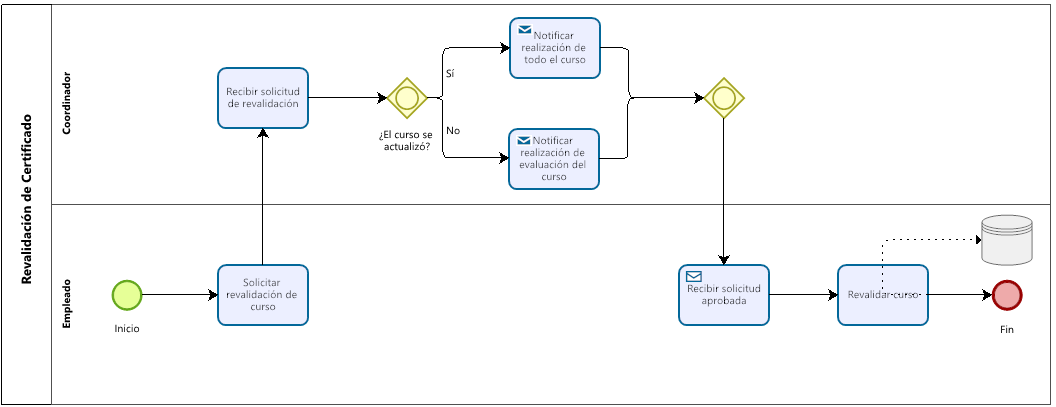 Revalidación de Certificado
Coordinador
Recibir solicitud
de revalidación
¿El curso se
actualizó?
Sí
No
Notificar
realización de
todo el curso
Notificar
realización de
evaluación del
curso
Empleado
Inicio
Solicitar
revalidación de
curso
Recibir solicitud
aprobada
Revalidar curso
Fin